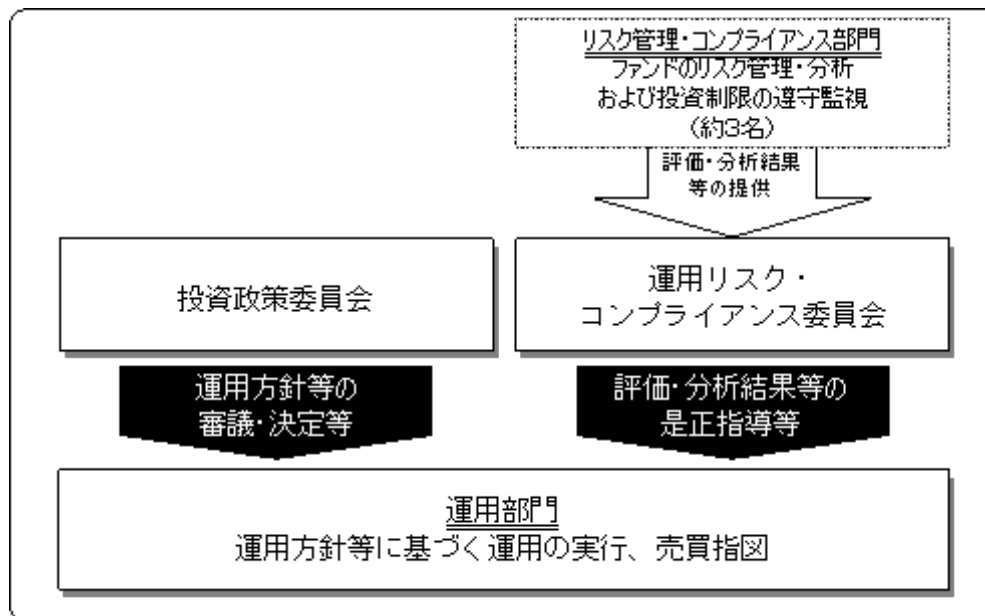 リスク管理・コンプライアンス部門
ファンドのリスク管理・分析
および投資制限の遵守監視
(約3名)
評価・分析結果
等の提供
投資政策委員会
運用リスク・
コンプライアンス委員会
運用方針等の
審議・決定等
評価・分析結果等の
是正指導等
運用部門
運用方針等に基づく運用の実行、売買指図